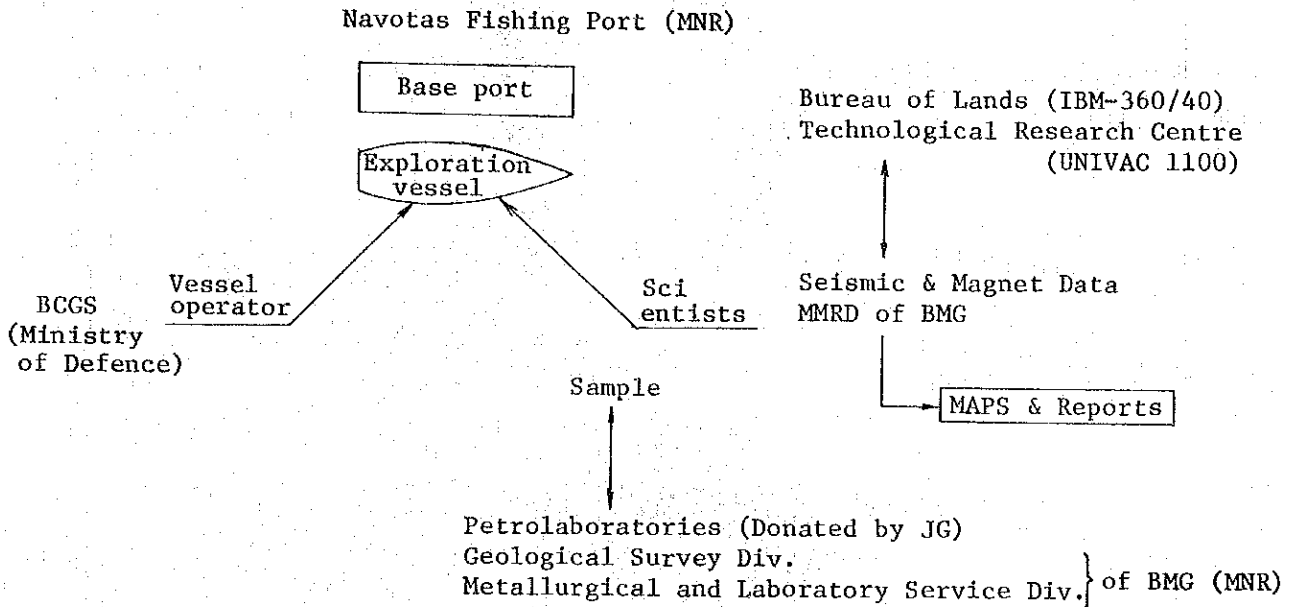 Navotas Fishing Port (MNR)
Base port
Exploration
vessel
Bureau of Lands (IBM-360/40)
Technological Research Centre
(UNIVAC 1100)
Vessel
operator
BCGS
(Ministry
of Defence)
Sci
entists
Seismic & Magnet Data
MMRD of BMG
MAPS & Reports
Sample
Petrolaboratories (Donated by JG)
Geological Survey Div.
Metallurgical and Laboratory Service Div.} of BMG (MNR)